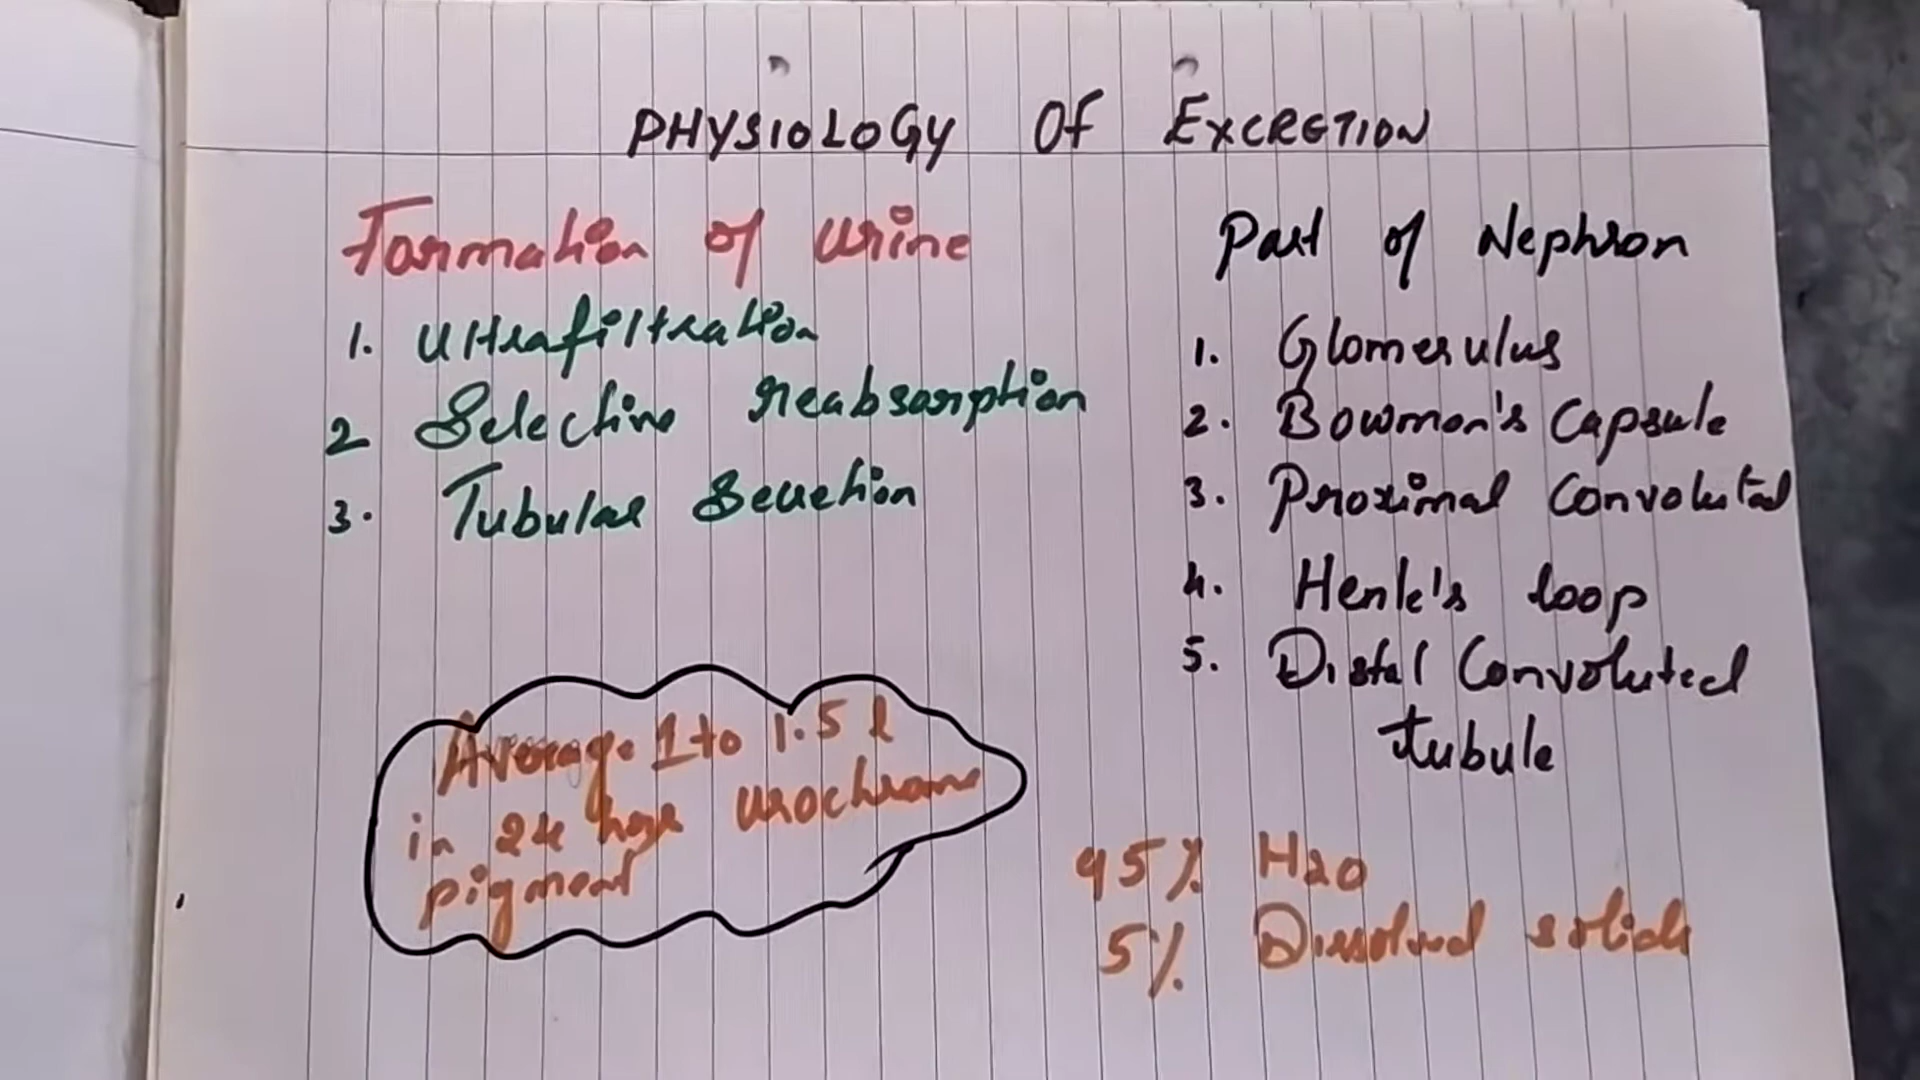 PHYSIOLOGY Of EXCRETION
Formation of urine
1. Ultrafiltration
2 Selective reabsorption
3. Tubular Secretion
Part of Nephron
1. Glomerulus
2. Bowman's Capsule
3. Proximal Convoluted
4. Henle's loop
5. Distal Convoluted
tubule
Average 1 to 1.5 l
in 24 hrs urochrome
pigment
95% H2O
5% Dissolved solids